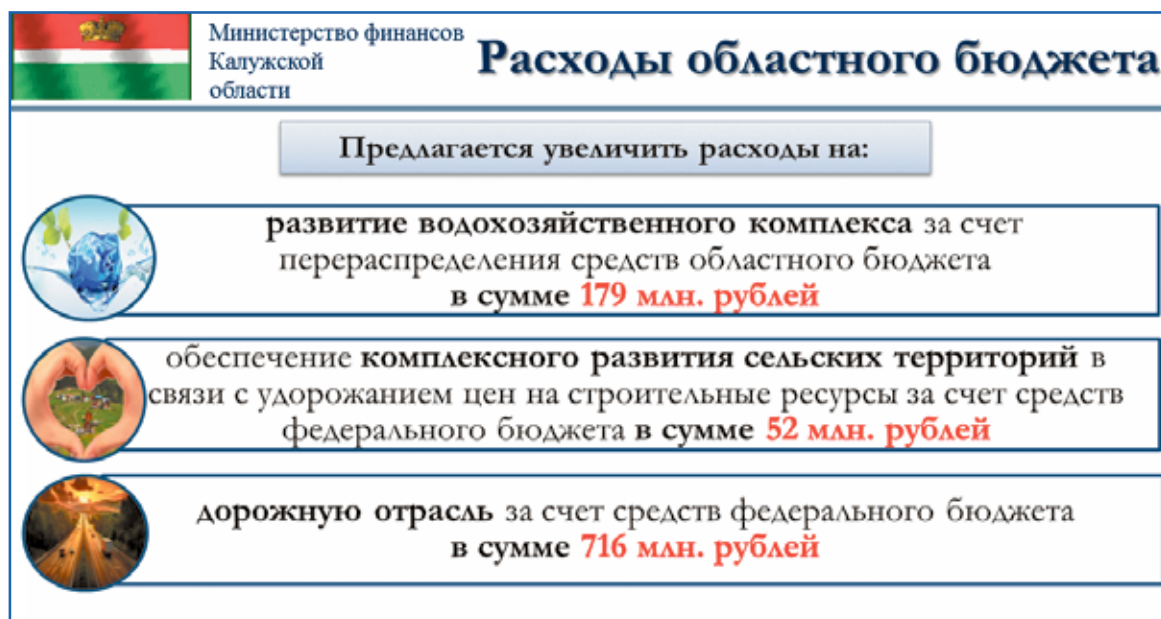 Министерство финансов
Калужской
области
Расходы областного бюджета
Предлагается увеличить расходы на:
развитие водохозяйственного комплекса за счет
перераспределения средств областного бюджета
в сумме 179 млн. рублей
обеспечение комплексного развития сельских территорий в
связи с удорожанием цен на строительные ресурсы за счет средств
федерального бюджета в сумме 52 млн. рублей
дорожную отрасль за счет средств федерального бюджета
в сумме 716 млн. рублей